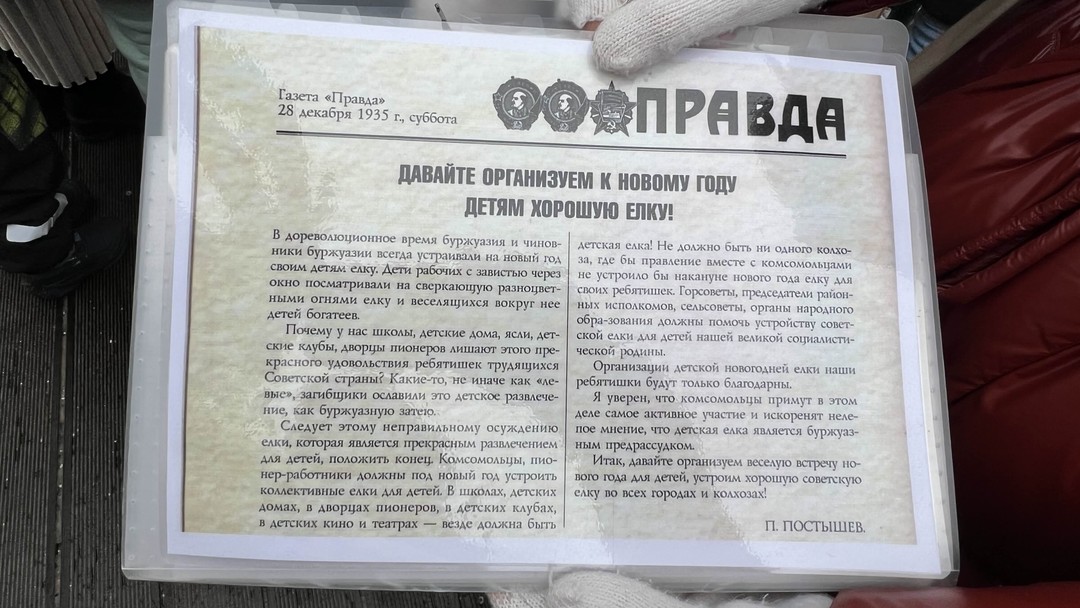 Газета «Правда»
28 декабря 1935 г., суббота
ПРАВДА
ДАВАЙТЕ ОРГАНИЗУЕМ К НОВОМУ ГОДУ
ДЕТЯМ ХОРОШУЮ ЕЛКУ!
В дореволюционное время буржуазия и чинов-
ники буржуазии всегда устраивали на новый год
своим детям елку. Дети рабочих с завистью через
окно посматривали на сверкающую разноцвет-
ными огнями елку и веселящихся вокруг нее
детей богатеев.
Почему у нас школы, детские дома, ясли, дет-
ские клубы, дворцы пионеров лишают этого пре-
красного удовольствия ребятишек трудящихся
Советской страны? Какие-то, не иначе как «ле-
вые», загибщики ославили это детское развлече-
ние, как буржуазную затею.
Следует этому неправильному осуждению
елки, которая является прекрасным развлечением
для детей, положить конец. Комсомольцы, пио-
нер-работники должны под новый год устроить
коллективные елки для детей. В школах, детских
домах, в дворцах пионеров, в детских клубах,
в детских кино и театрах — везде должна быть
детская елка! Не должно быть ни одного колхо-
за, где бы правление вместе с комсомольцами
не устроило бы накануне нового года елку для
своих ребятишек. Горсоветы, председатели район-
ных исполкомов, сельсоветы, органы народного
обра-зования должны помочь устройству совет-
ской елки для детей нашей великой социалисти-
ческой родины.
Организации детской новогодней елки наши
ребятишки будут только благодарны.
Я уверен, что комсомольцы примут в этом
деле самое активное участие и искоренят неле-
пое мнение, что детская елка является буржуаз-
ным предрассудком.
Итак, давайте организуем веселую встречу но-
вого года для детей, устроим хорошую советскую
елку во всех городах и колхозах!
П. ПОСТЫШЕВ.